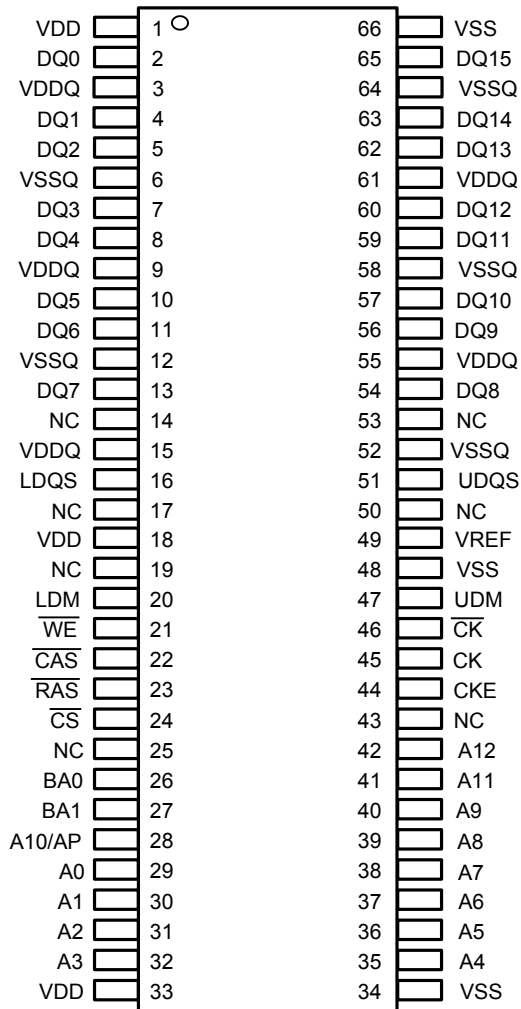 VDD 1 66 VSS
DQ0 2 65 DQ15
VDDQ 3 64 VSSQ
DQ1 4 63 DQ14
DQ2 5 62 DQ13
VSSQ 6 61 VDDQ
DQ3 7 60 DQ12
DQ4 8 59 DQ11
VDDQ 9 58 VSSQ
DQ5 10 57 DQ10
DQ6 11 56 DQ9
VSSQ 12 55 VDDQ
DQ7 13 54 DQ8
NC 14 53 NC
VDDQ 15 52 VSSQ
LDQS 16 51 UDQS
NC 17 50 NC
VDD 18 49 VREF
NC 19 48 VSS
LDM 20 47 UDM
W̅E̅ 21 46 C̅K̅
C̅A̅S̅ 22 45 CK
R̅A̅S̅ 23 44 CKE
C̅S̅ 24 43 NC
NC 25 42 A12
BA0 26 41 A11
BA1 27 40 A9
A10/AP 28 39 A8
A0 29 38 A7
A1 30 37 A6
A2 31 36 A5
A3 32 35 A4
VDD 33 34 VSS